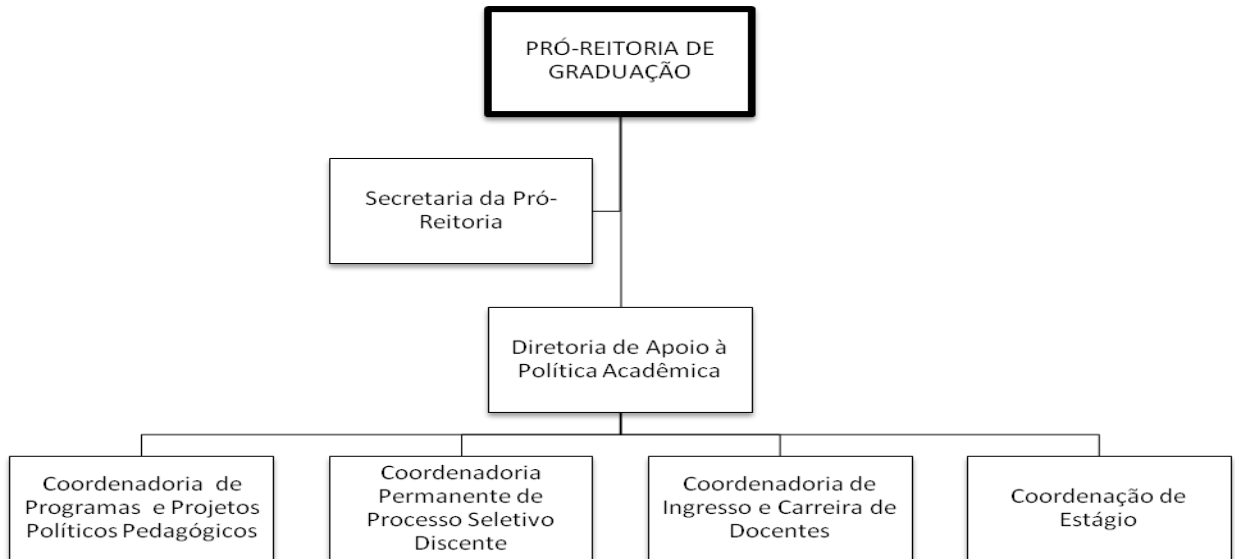 PRÓ-REITORIA DE
GRADUAÇÃO
Secretaria da Pró-
Reitoria
Diretoria de Apoio à
Política Acadêmica
Coordenadoria de
Programas e Projetos
Políticos Pedagógicos
Coordenadoria
Permanente de
Processo Seletivo
Discente
Coordenadoria de
Ingresso e Carreira de
Docentes
Coordenação de
Estágio